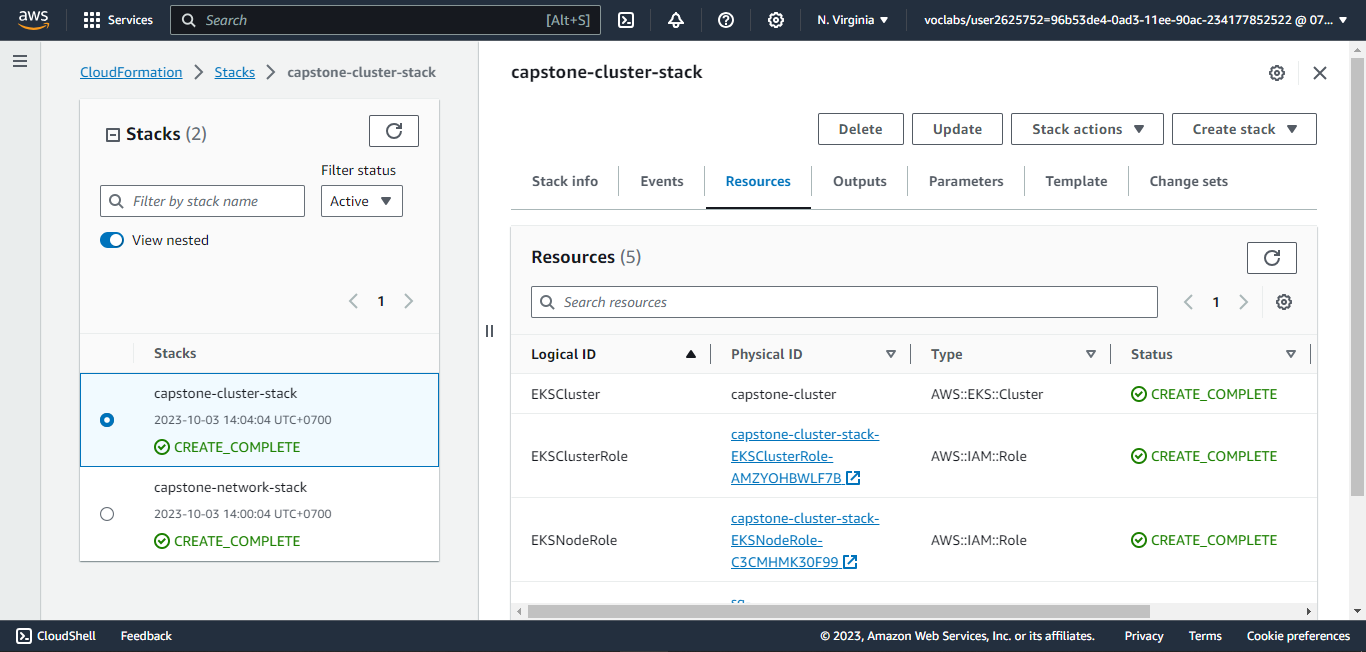 aws
Services
Search
[Alt+S]
N. Virginia
voclabs/user2625752=96b53de4-0ad3-11ee-90ac-234177852522 @ 07...
CloudFormation
Stacks
capstone-cluster-stack
Stacks (2)
Filter status
Filter by stack name
Active
View nested
1
Stacks
capstone-cluster-stack
2023-10-03 14:04:04 UTC+0700
CREATE_COMPLETE
capstone-network-stack
2023-10-03 14:00:04 UTC+0700
CREATE_COMPLETE
capstone-cluster-stack
Delete
Update
Stack actions
Create stack
Stack info
Events
Resources
Outputs
Parameters
Template
Change sets
Resources (5)
Search resources
1
Logical ID
Physical ID
Type
Status
EKSCluster
capstone-cluster
AWS::EKS::Cluster
CREATE_COMPLETE
EKSClusterRole
capstone-cluster-stack-
EKSClusterRole-
AMZYOHBWLF7B
AWS::IAM::Role
CREATE_COMPLETE
EKSNodeRole
capstone-cluster-stack-
EKSNodeRole-
C3CMHMK30F99
AWS::IAM::Role
CREATE_COMPLETE
CloudShell
Feedback
© 2023, Amazon Web Services, Inc. or its affiliates.
Privacy
Terms
Cookie preferences